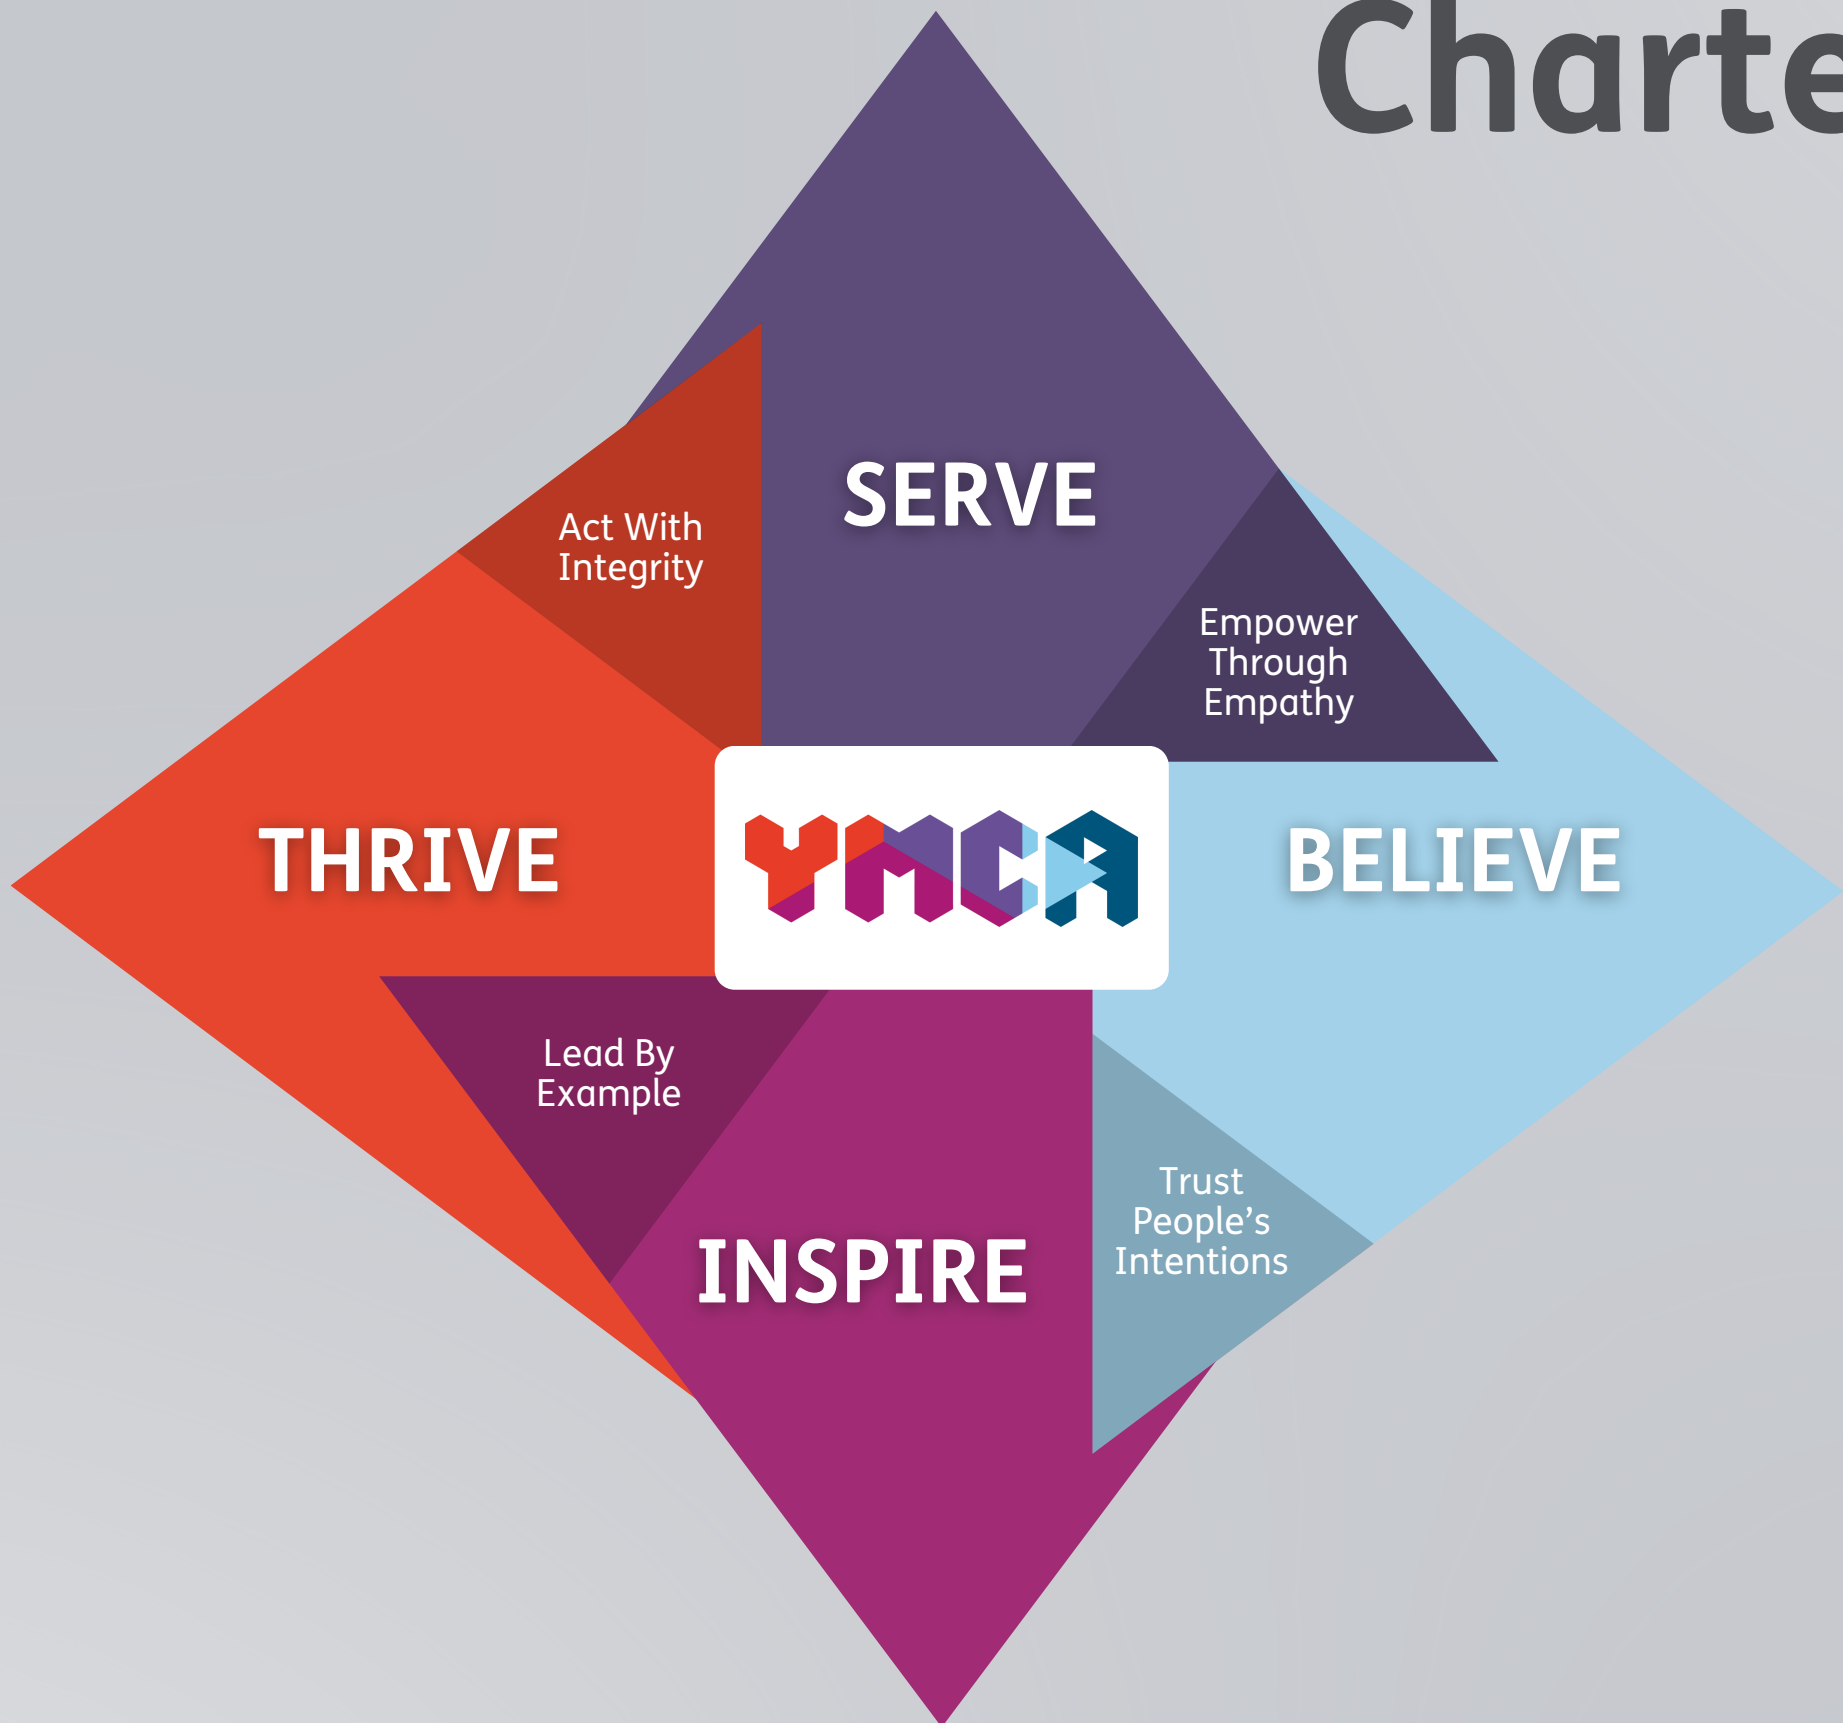 Charte
SERVE
Act With
Integrity
Empower
Through
Empathy
THRIVE
YMCA
BELIEVE
Lead By
Example
Trust
People’s
Intentions
INSPIRE